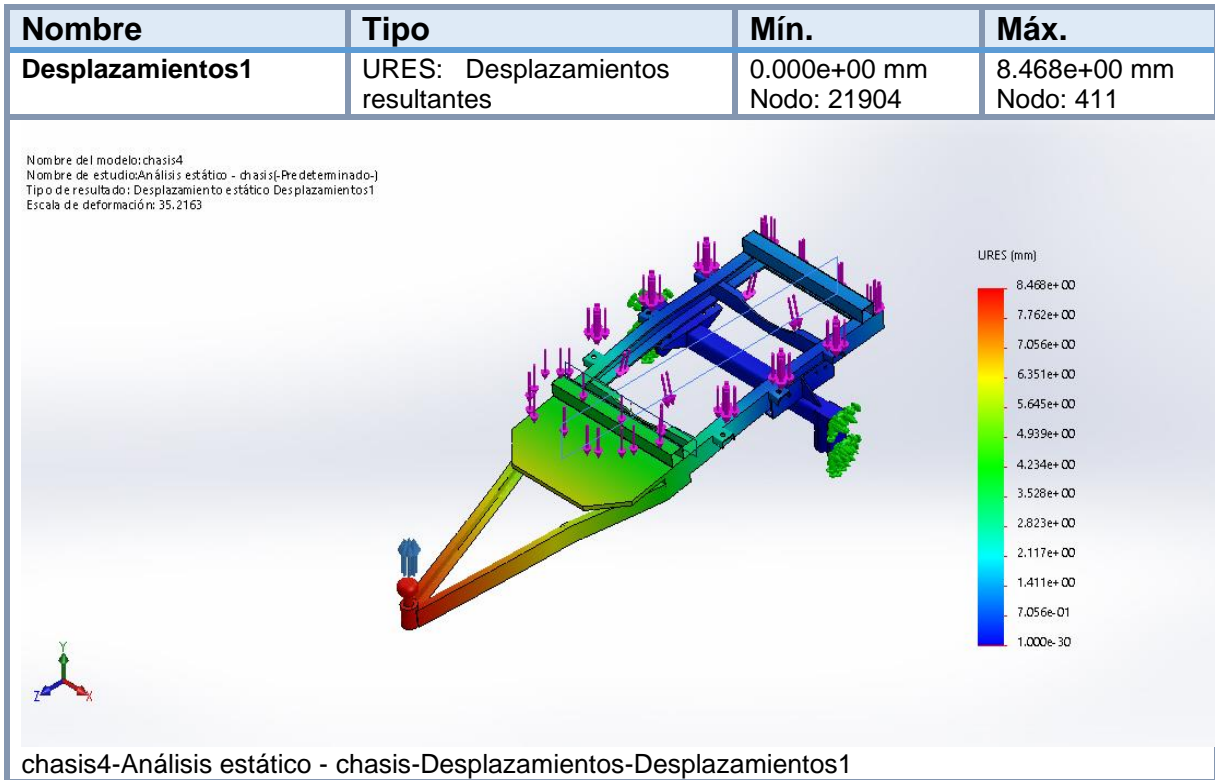 Nombre Tipo Mín. Máx.
Desplazamientos1 URES: Desplazamientos 0.000e+00 mm 8.468e+00 mm
resultantes Nodo: 21904 Nodo: 411
Nombre del modelo:chasis4
Nombre de estudio:Análisis estático - chasis(-Predeterminado-)
Tipo de resultado: Desplazamiento estático Desplazamientos1
Escala de deformación: 35.2163
URES (mm)
8.468e+00
7.762e+00
7.056e+00
6.351e+00
5.645e+00
4.939e+00
4.234e+00
3.528e+00
2.823e+00
2.117e+00
1.411e+00
7.056e-01
1.000e-30
Y
Z
X
chasis4-Análisis estático - chasis-Desplazamientos-Desplazamientos1